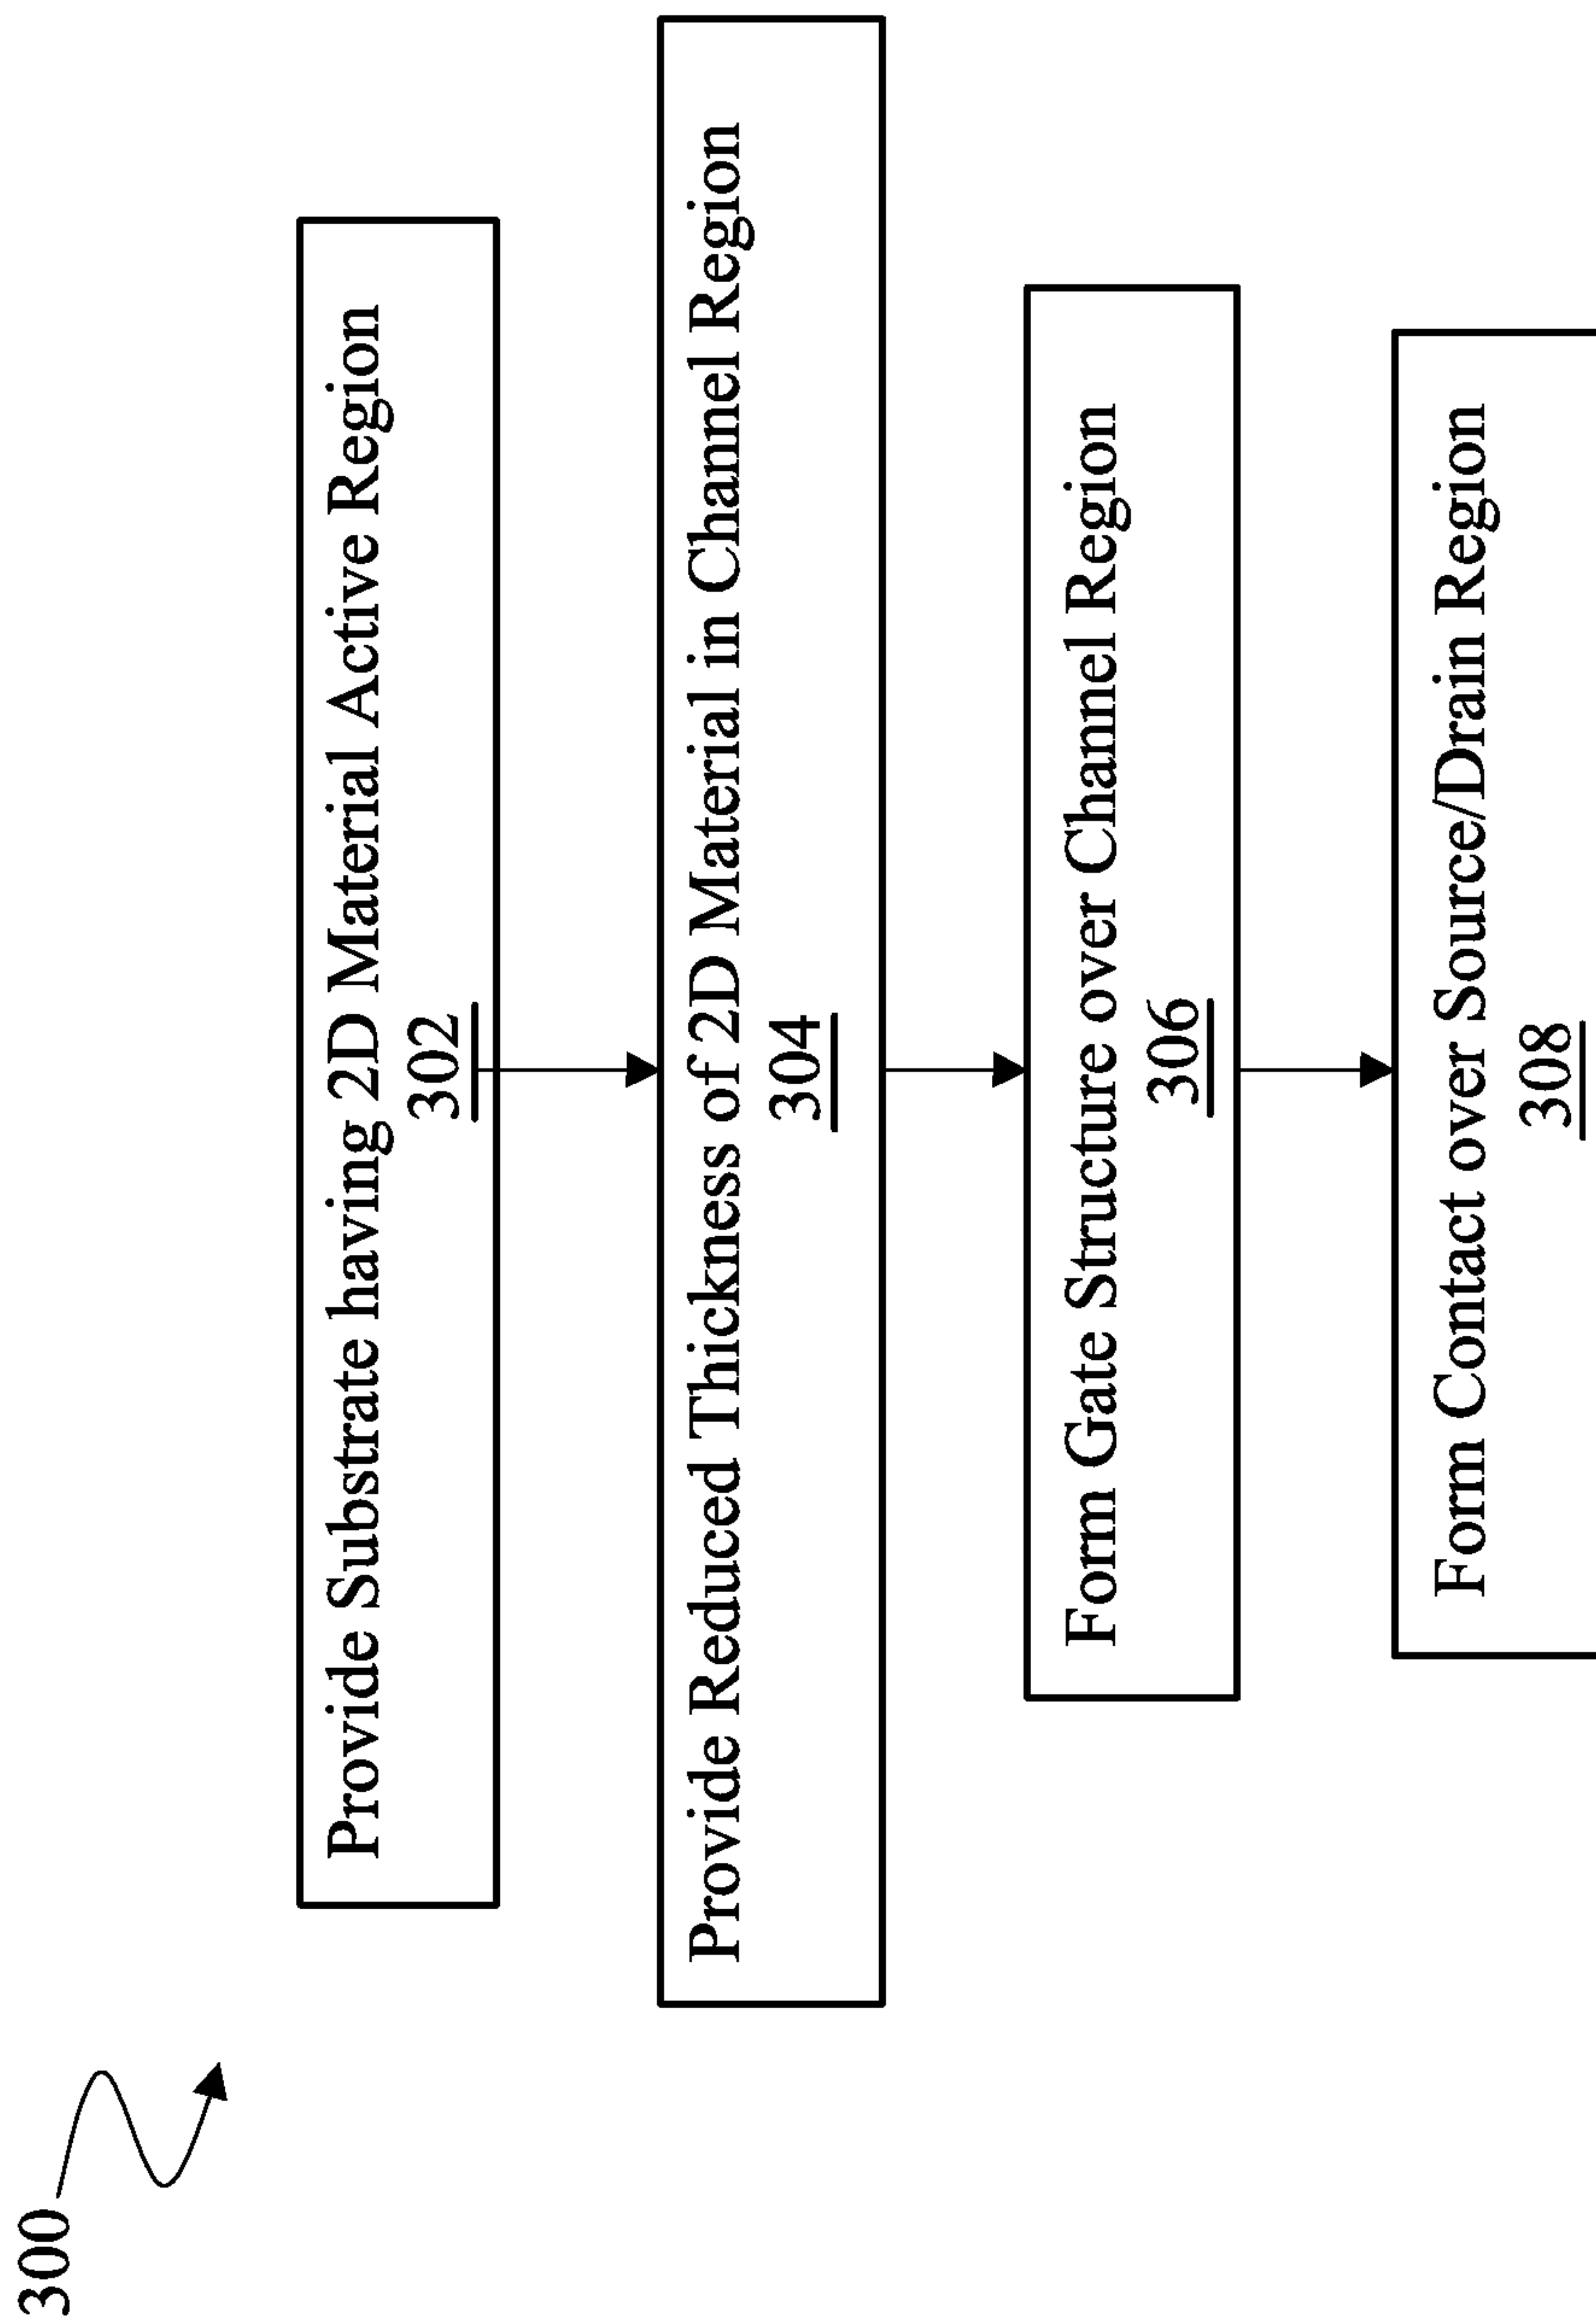 300
Provide Substrate having 2D Material Active Region
302
Provide Reduced Thickness of 2D Material in Channel Region
304
Form Gate Structure over Channel Region
306
Form Contact over Source/Drain Region
308